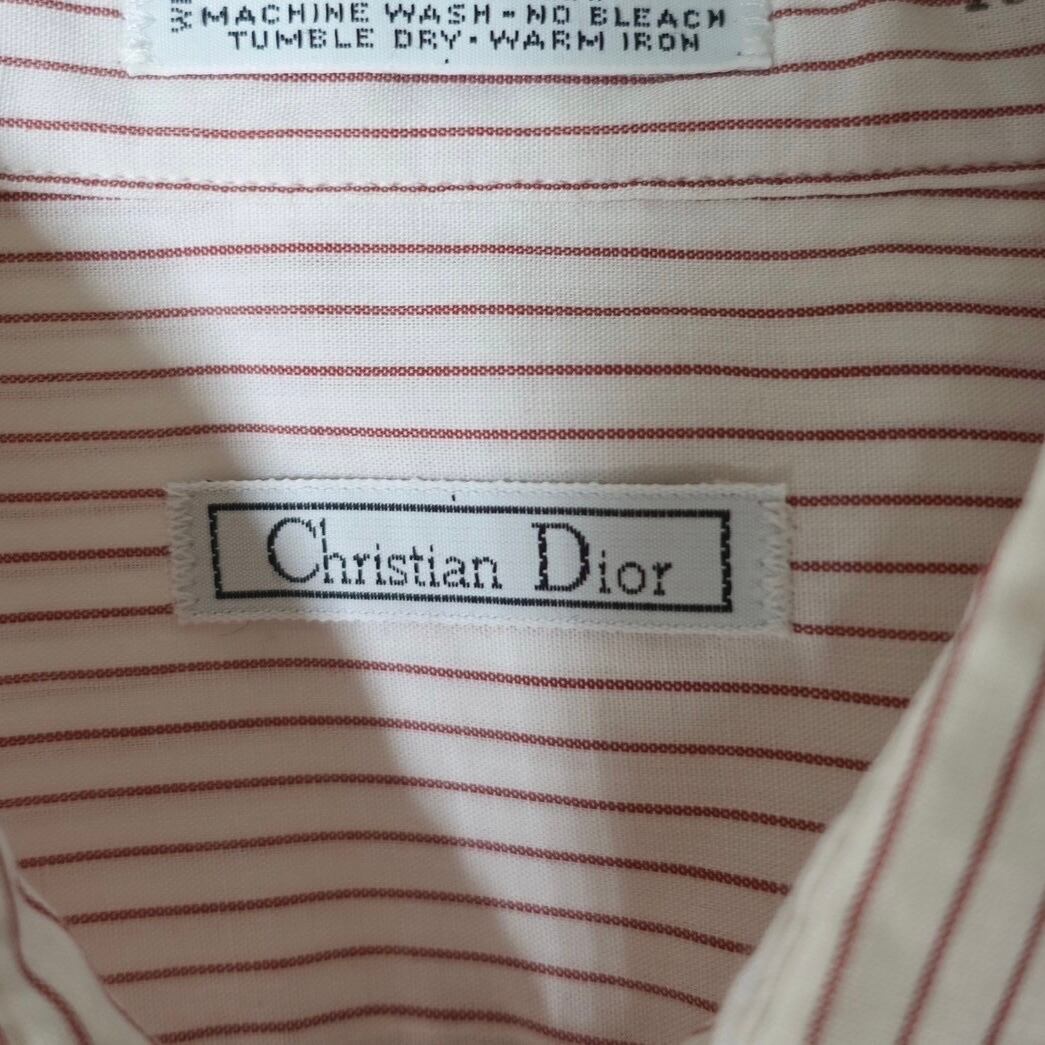 MACHINE WASH - NO BLEACH
TUMBLE DRY - WARM IRON
Christian Dior